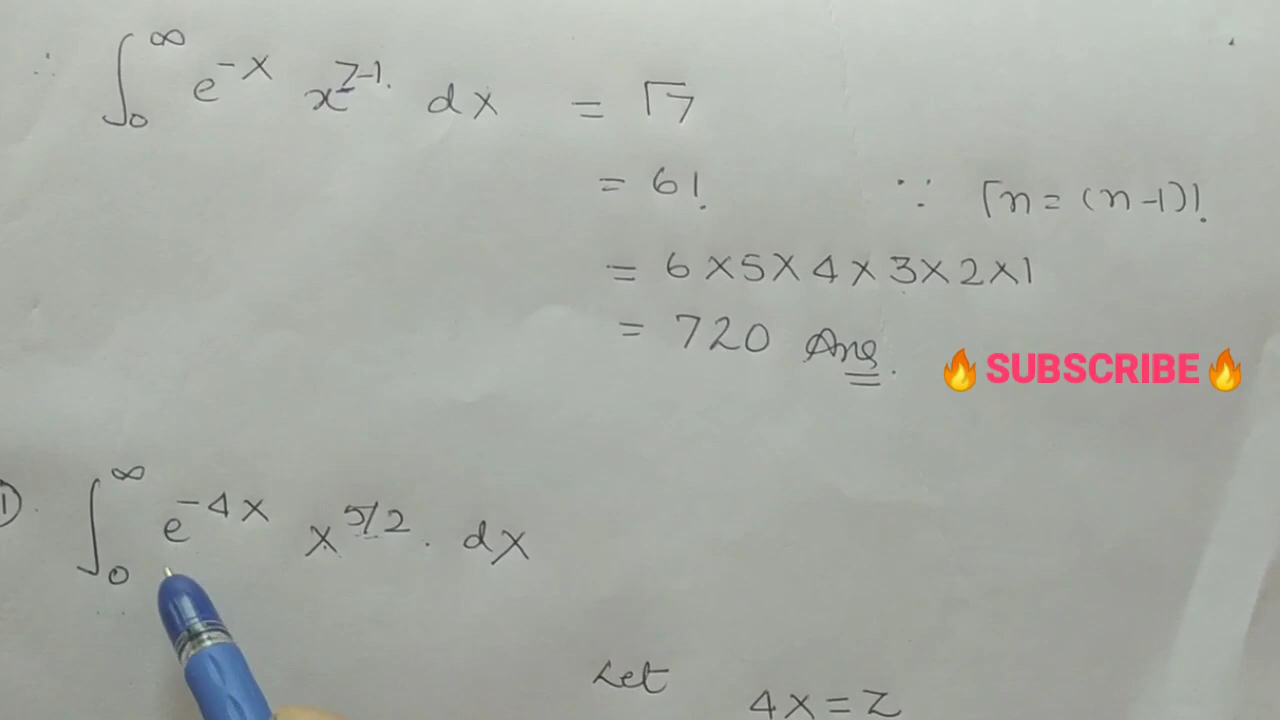 ∴ ∫₀^∞ e^{-x} x^{7-1}. dx = Γ7
= 6! ∵ Γn = (n-1)!
= 6×5×4×3×2×1
= 720 Ans.
🔥SUBSCRIBE🔥
①. ∫₀^∞ e^{-4x} x^{5/2}. dx
Let 4x = z